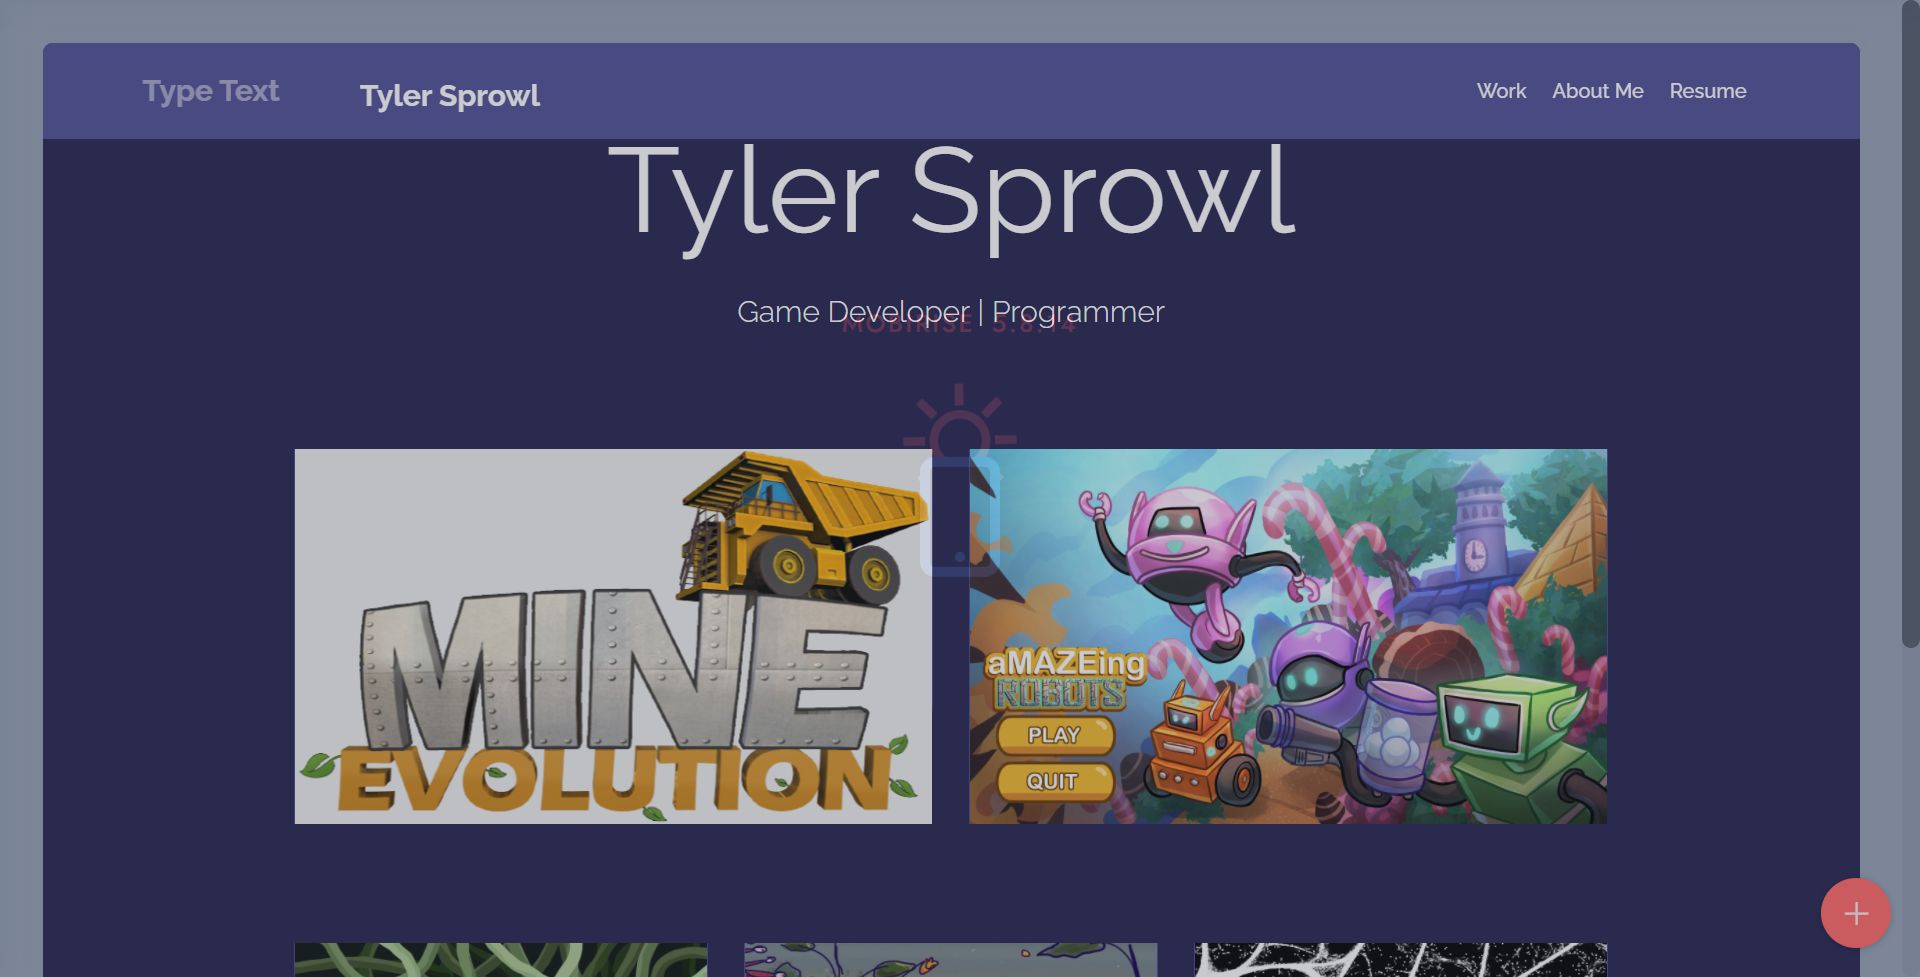 Type Text
Tyler Sprowl
Work
About Me
Resume
Tyler Sprowl
Game Developer | Programmer
MOBIRISE 5.8.14
MINE
EVOLUTION
aMAZEing
ROBOTS
PLAY
QUIT